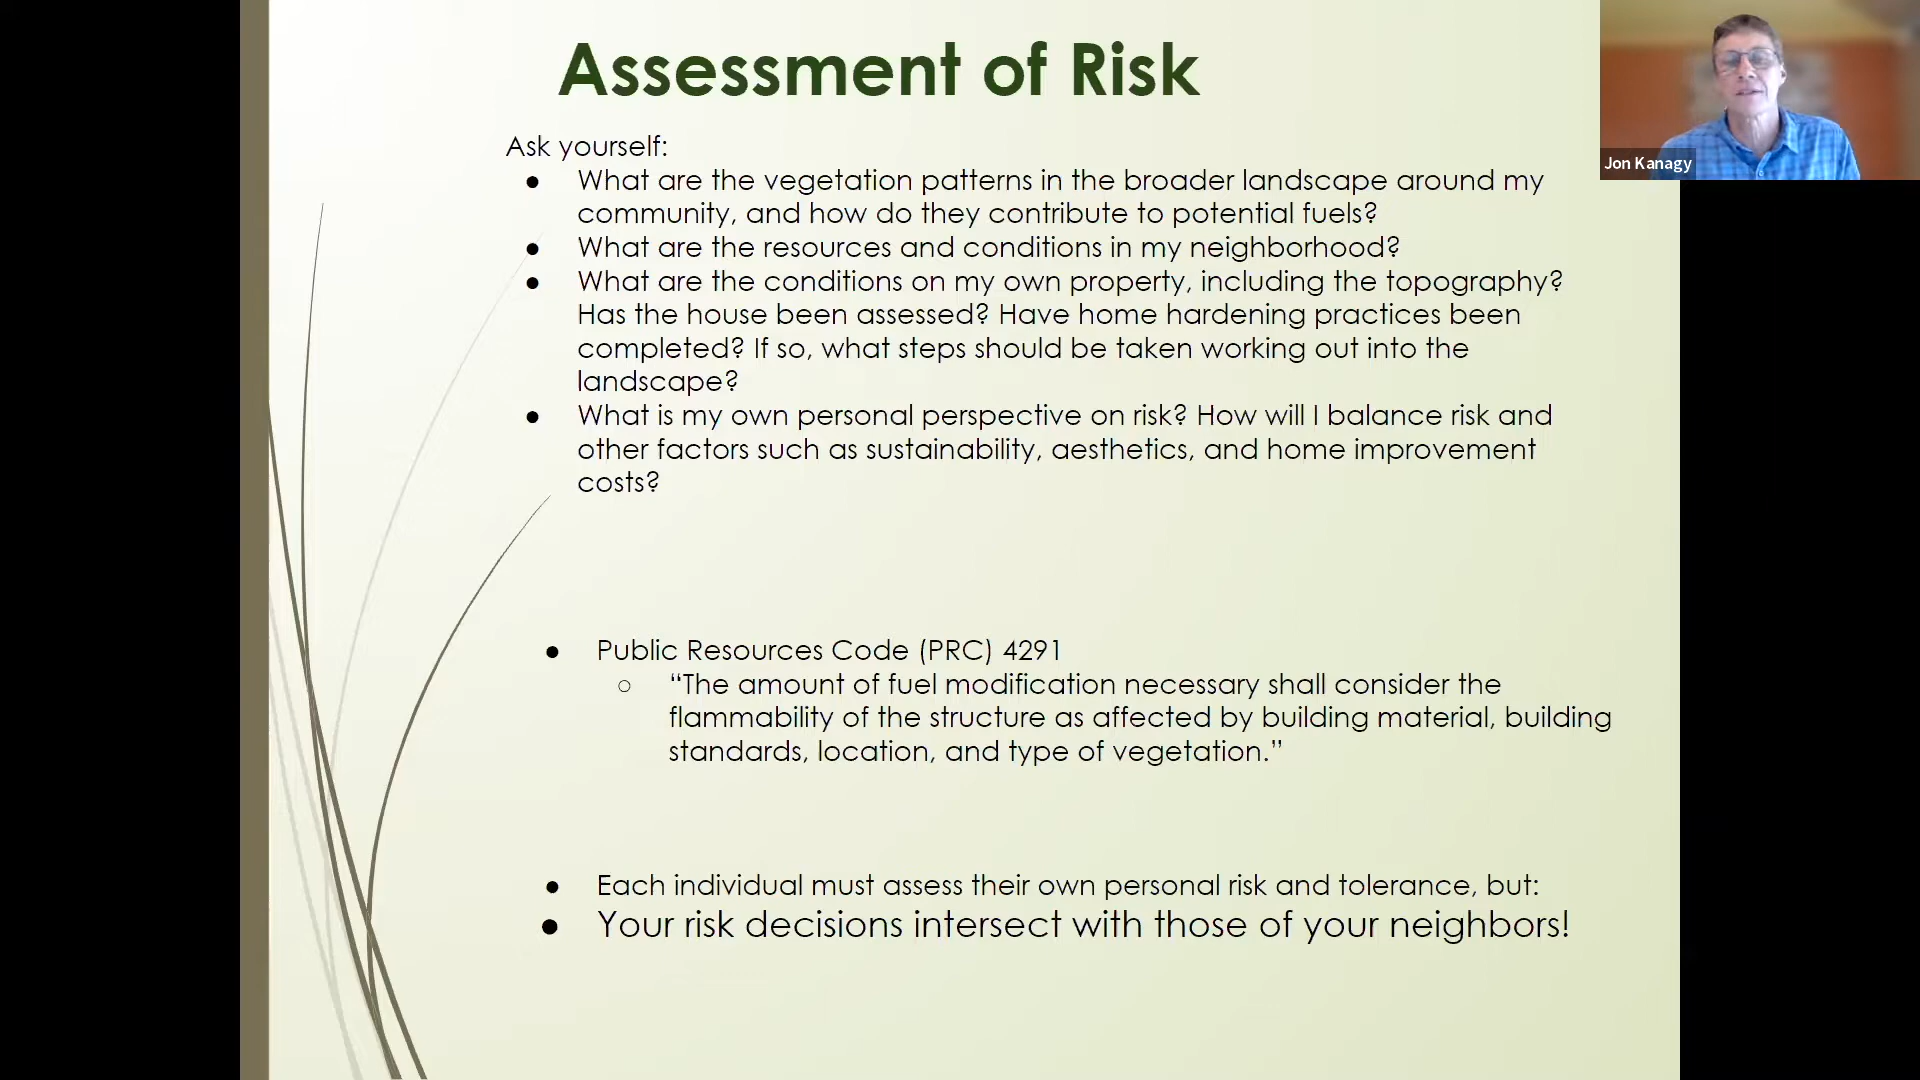 Assessment of Risk
Jon Kanagy
Ask yourself:
● What are the vegetation patterns in the broader landscape around my
community, and how do they contribute to potential fuels?
● What are the resources and conditions in my neighborhood?
● What are the conditions on my own property, including the topography?
Has the house been assessed? Have home hardening practices been
completed? If so, what steps should be taken working out into the
landscape?
● What is my own personal perspective on risk? How will I balance risk and
other factors such as sustainability, aesthetics, and home improvement
costs?
● Public Resources Code (PRC) 4291
○ “The amount of fuel modification necessary shall consider the
flammability of the structure as affected by building material, building
standards, location, and type of vegetation.”
● Each individual must assess their own personal risk and tolerance, but:
● Your risk decisions intersect with those of your neighbors!